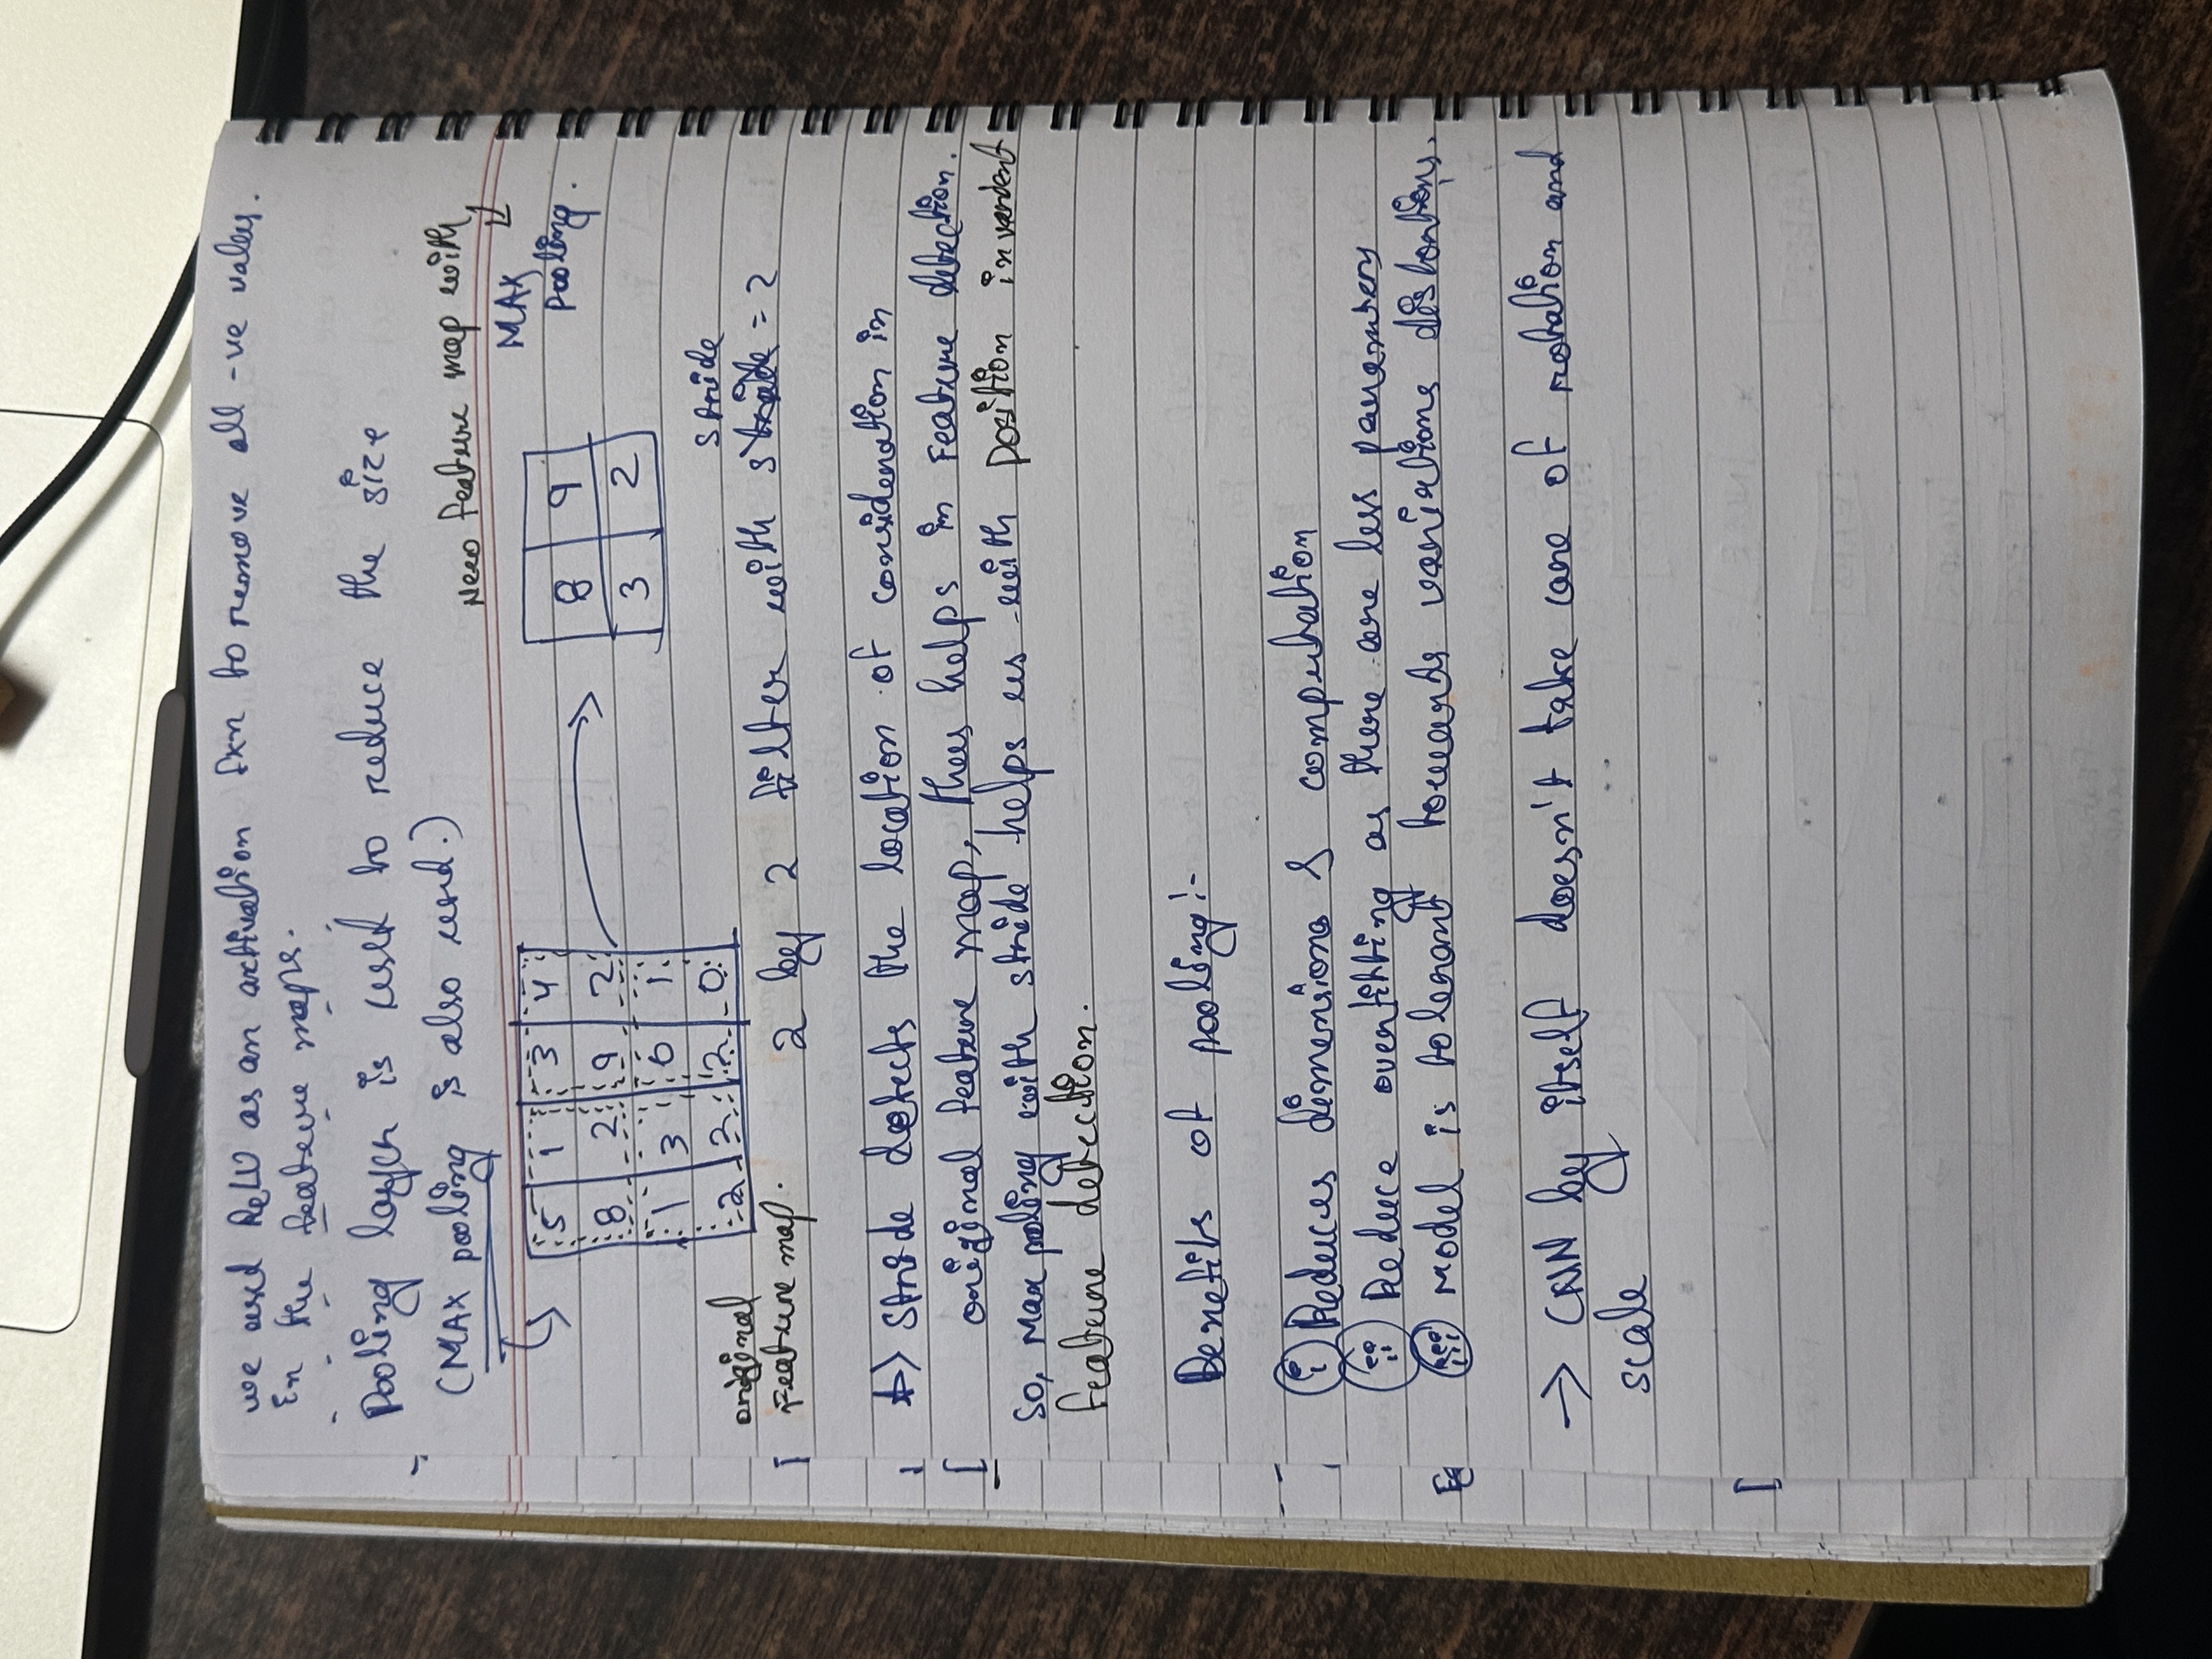 we used ReLU as an activation fxn to remove all -ve values.
In the feature maps.
Pooling layer is used to reduce the size
(MAX pooling is also used.)
New feature map with
MAX
pooling.
5 1 3 4
8 2 9 2
1 3 0 1
2 2 2 0
8 9
3 2
original
Feature map.
stride
2 by 2 filter with stride = 2
Stride detects the location of consideration in
original feature map, thus helps in Feature detection.
So, Max pooling with stride helps us with Position invardent
feature detection.
Benefits of pooling:-
(i) Reduces dimensions & computation
(ii) Reduce overfitting as there are less parameters
(iii) Model is tolerant towards variations distortions.
→ CNN by itself doesn't take care of rotation and
scale